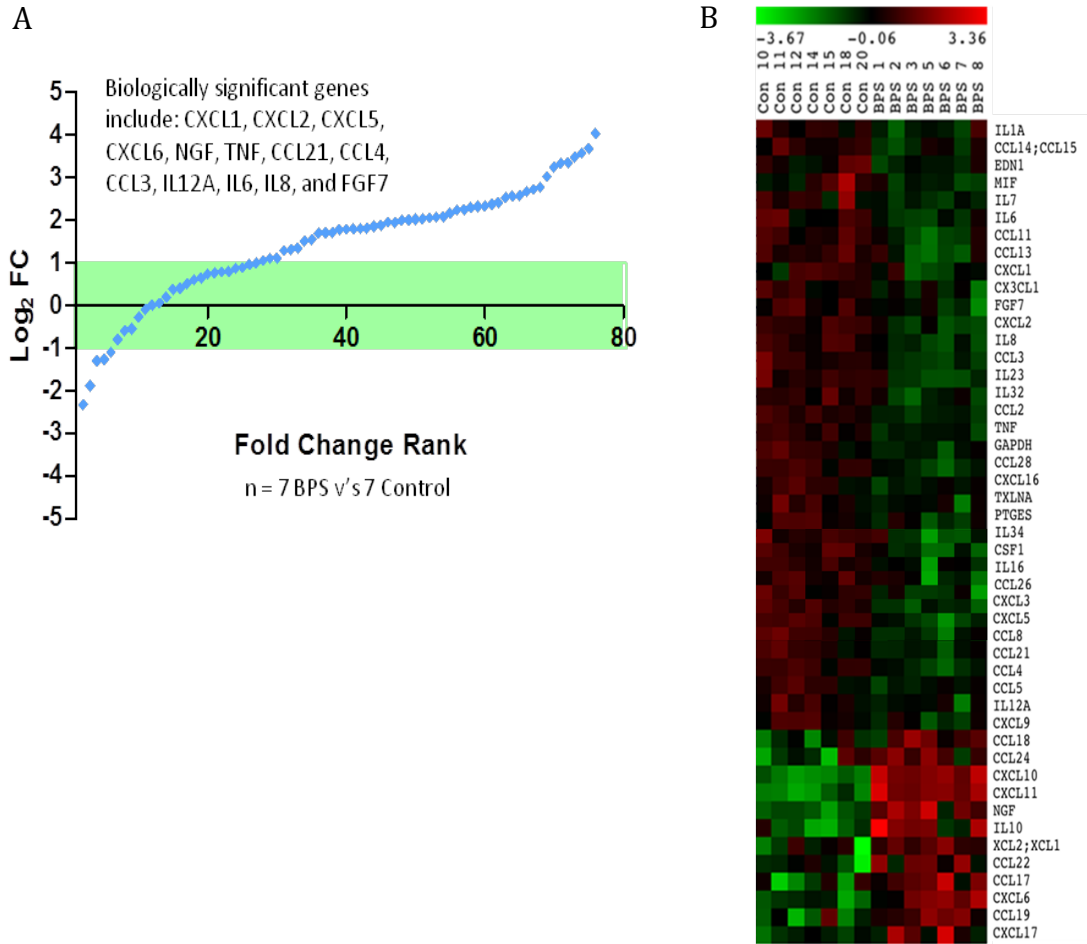 A
Biologically significant genes
include: CXCL1, CXCL2, CXCL5,
CXCL6, NGF, TNF, CCL21, CCL4,
CCL3, IL12A, IL6, IL8, and FGF7
Log2 FC
5
4
3
2
1
0
-1
-2
-3
-4
-5
20
40
60
80
Fold Change Rank
n = 7 BPS v's 7 Control
B
-3.67
-0.06
3.36
Con 10
Con 11
Con 12
Con 14
Con 15
Con 18
Con 20
BPS 1
BPS 2
BPS 3
BPS 5
BPS 6
BPS 7
BPS 8
IL1A
CCL14;CCL15
EDN1
MIF
IL7
IL6
CCL11
CCL13
CXCL1
CX3CL1
FGF7
CXCL2
IL8
CCL3
IL23
IL32
CCL2
TNF
GAPDH
CCL28
CXCL16
TXLNA
PTGES
IL34
CSF1
IL16
CCL26
CXCL3
CXCL5
CCL8
CCL21
CCL4
CCL5
IL12A
CXCL9
CCL18
CCL24
CXCL10
CXCL11
NGF
IL10
XCL2;XCL1
CCL22
CCL17
CXCL6
CCL19
CXCL17